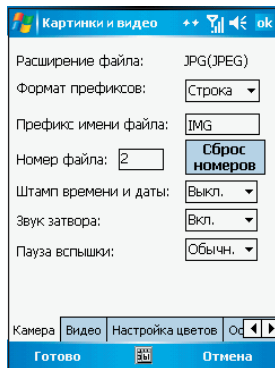 Картинки и видео ok
Расширение файла: JPG(JPEG)
Формат префиксов: Строка
Префикс имени файла: IMG
Номер файла: 2 Сброс номеров
Штамп времени и даты: Выкл.
Звук затвора: Вкл.
Пауза вспышки: Обычн.
Камера Видео Настройка цветов
Готово Отмена